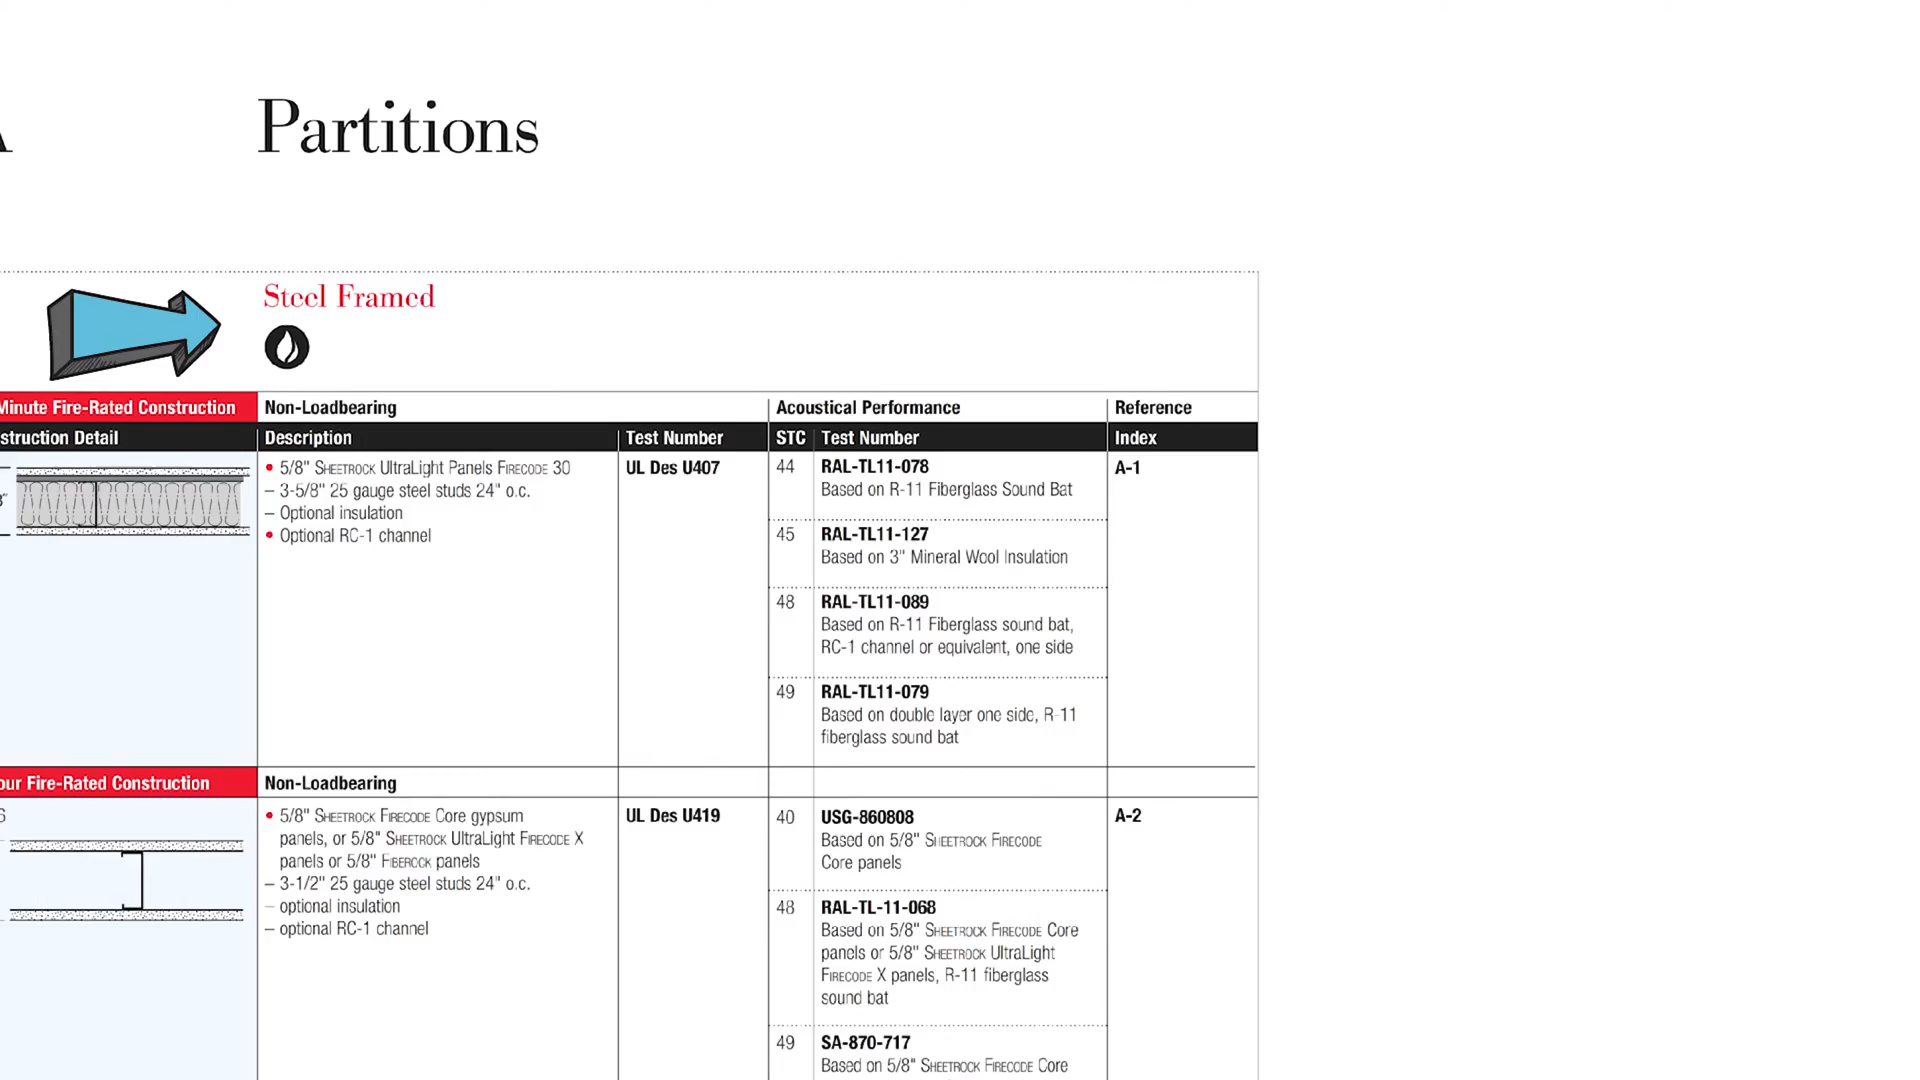 Partitions
Steel Framed
Minute Fire-Rated Construction Non-Loadbearing Acoustical Performance Reference
struction Detail Description Test Number STC Test Number Index
• 5/8" SHEETROCK UltraLight Panels FIRECODE 30 UL Des U407 44 RAL-TL11-078 A-1
– 3-5/8" 25 gauge steel studs 24" o.c. Based on R-11 Fiberglass Sound Bat
– Optional insulation
• Optional RC-1 channel 45 RAL-TL11-127
Based on 3" Mineral Wool Insulation
48 RAL-TL11-089
Based on R-11 Fiberglass sound bat,
RC-1 channel or equivalent, one side
49 RAL-TL11-079
Based on double layer one side, R-11
fiberglass sound bat
our Fire-Rated Construction Non-Loadbearing
6 • 5/8" SHEETROCK FIRECODE Core gypsum UL Des U419 40 USG-860808 A-2
panels, or 5/8" SHEETROCK UltraLight FIRECODE X Based on 5/8" SHEETROCK FIRECODE
panels or 5/8" FIBEROCK panels Core panels
– 3-1/2" 25 gauge steel studs 24" o.c.
– optional insulation 48 RAL-TL-11-068
– optional RC-1 channel Based on 5/8" SHEETROCK FIRECODE Core
panels or 5/8" SHEETROCK UltraLight
FIRECODE X panels, R-11 fiberglass
sound bat
49 SA-870-717
Based on 5/8" SHEETROCK FIRECODE Core